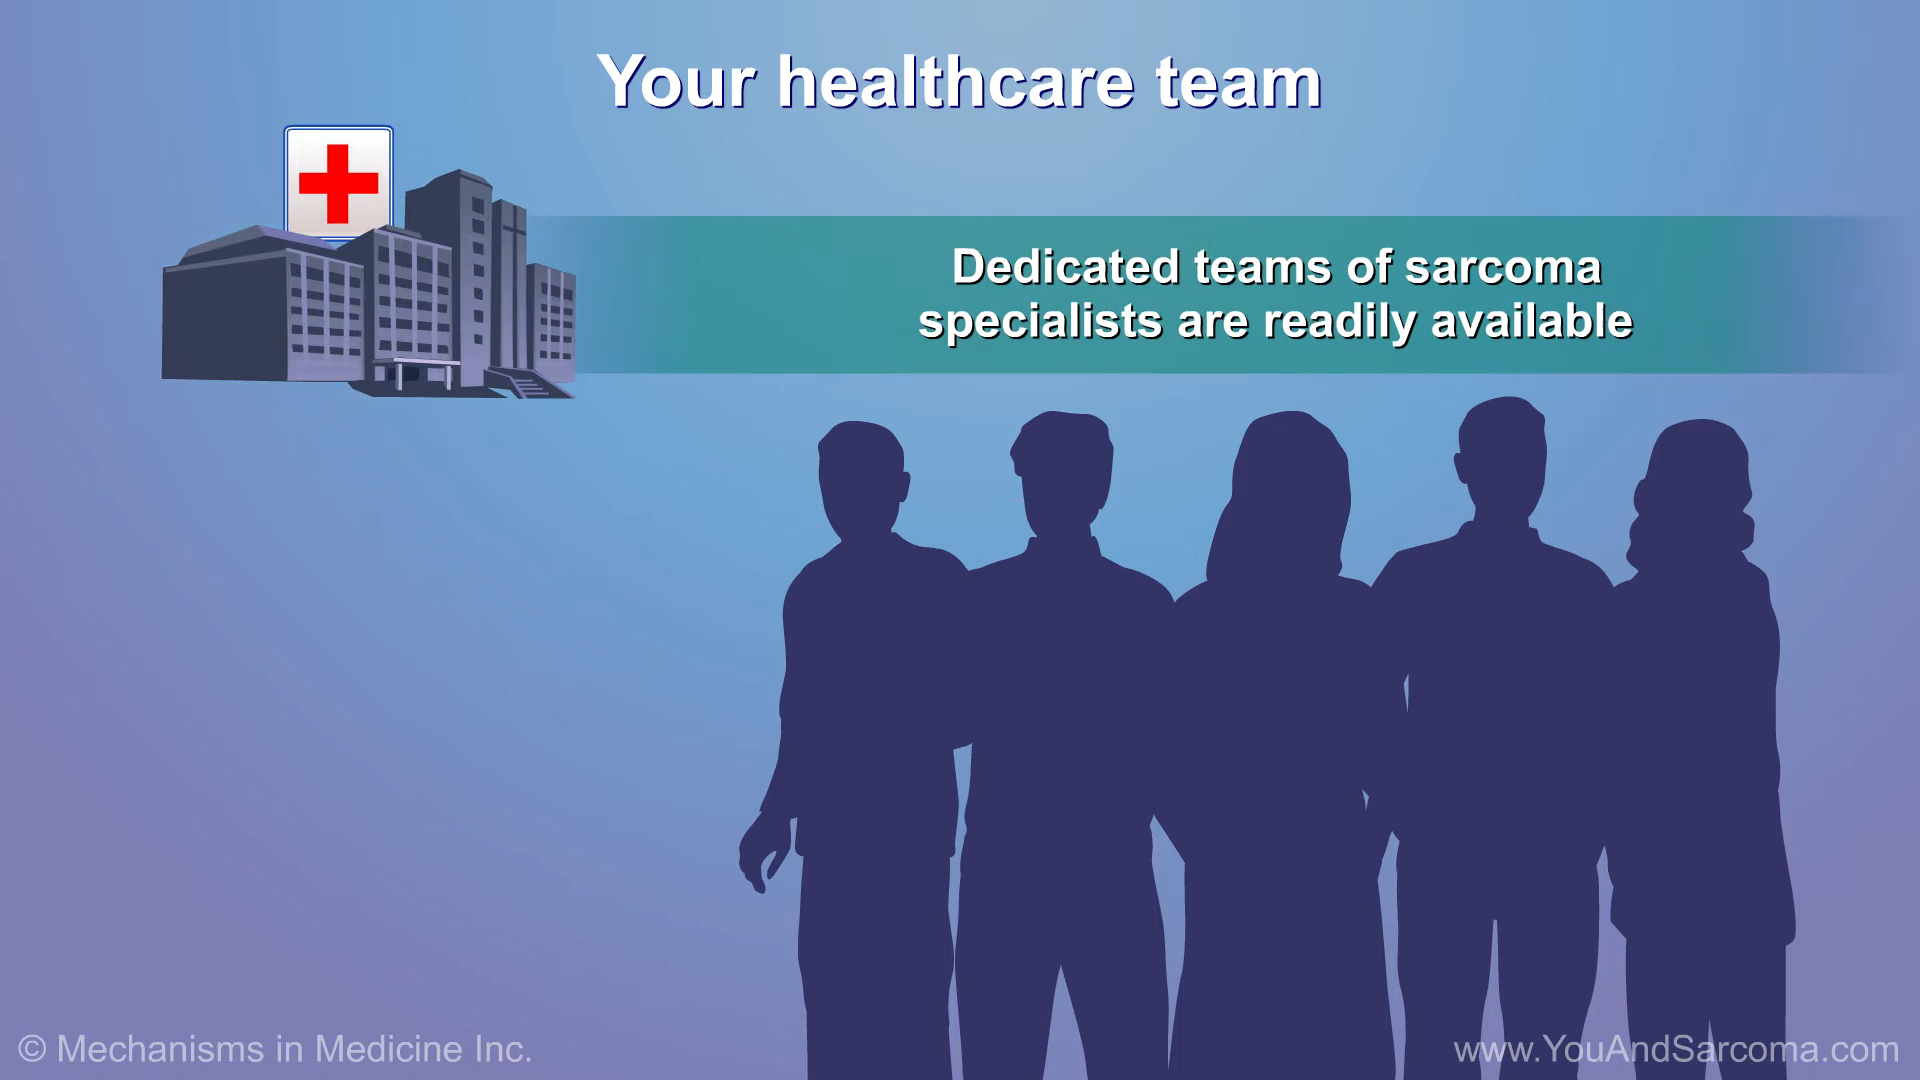 Your healthcare team
Dedicated teams of sarcoma
specialists are readily available
© Mechanisms in Medicine Inc.
www.YouAndSarcoma.com